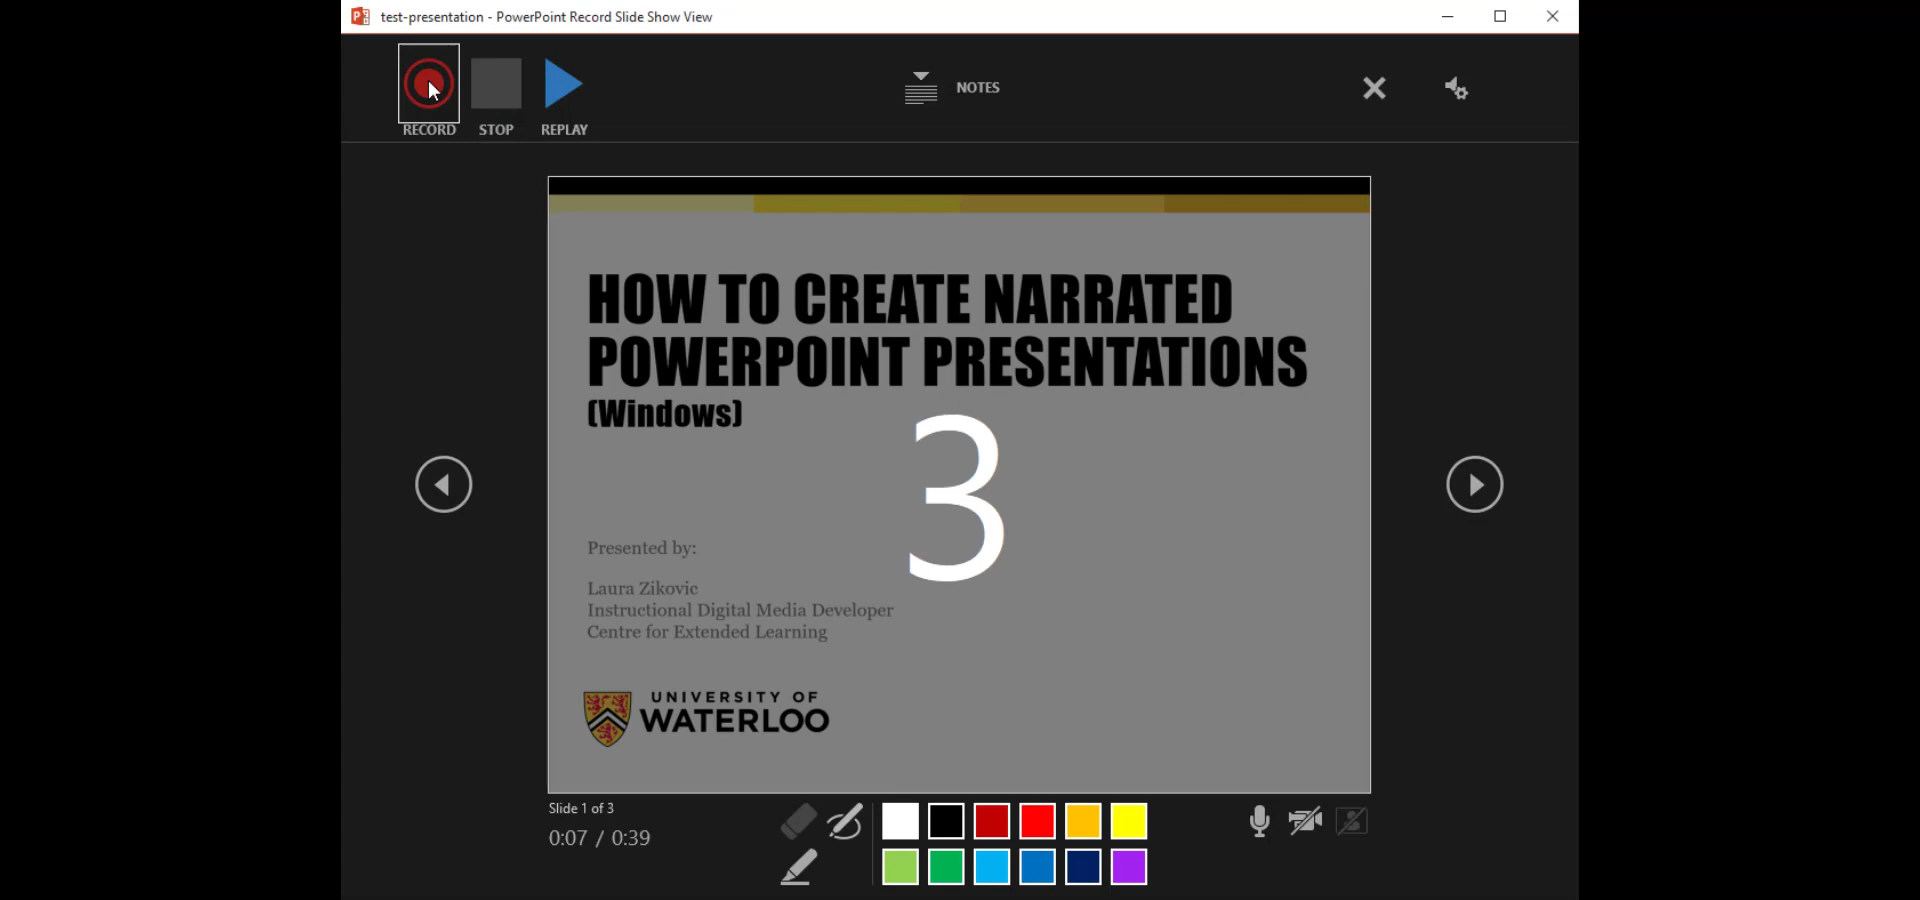 test-presentation - PowerPoint Record Slide Show View
RECORD STOP REPLAY
NOTES
HOW TO CREATE NARRATED
POWERPOINT PRESENTATIONS
(Windows)
3
Presented by:
Laura Zikovic
Instructional Digital Media Developer
Centre for Extended Learning
UNIVERSITY OF
WATERLOO
Slide 1 of 3
0:07 / 0:39